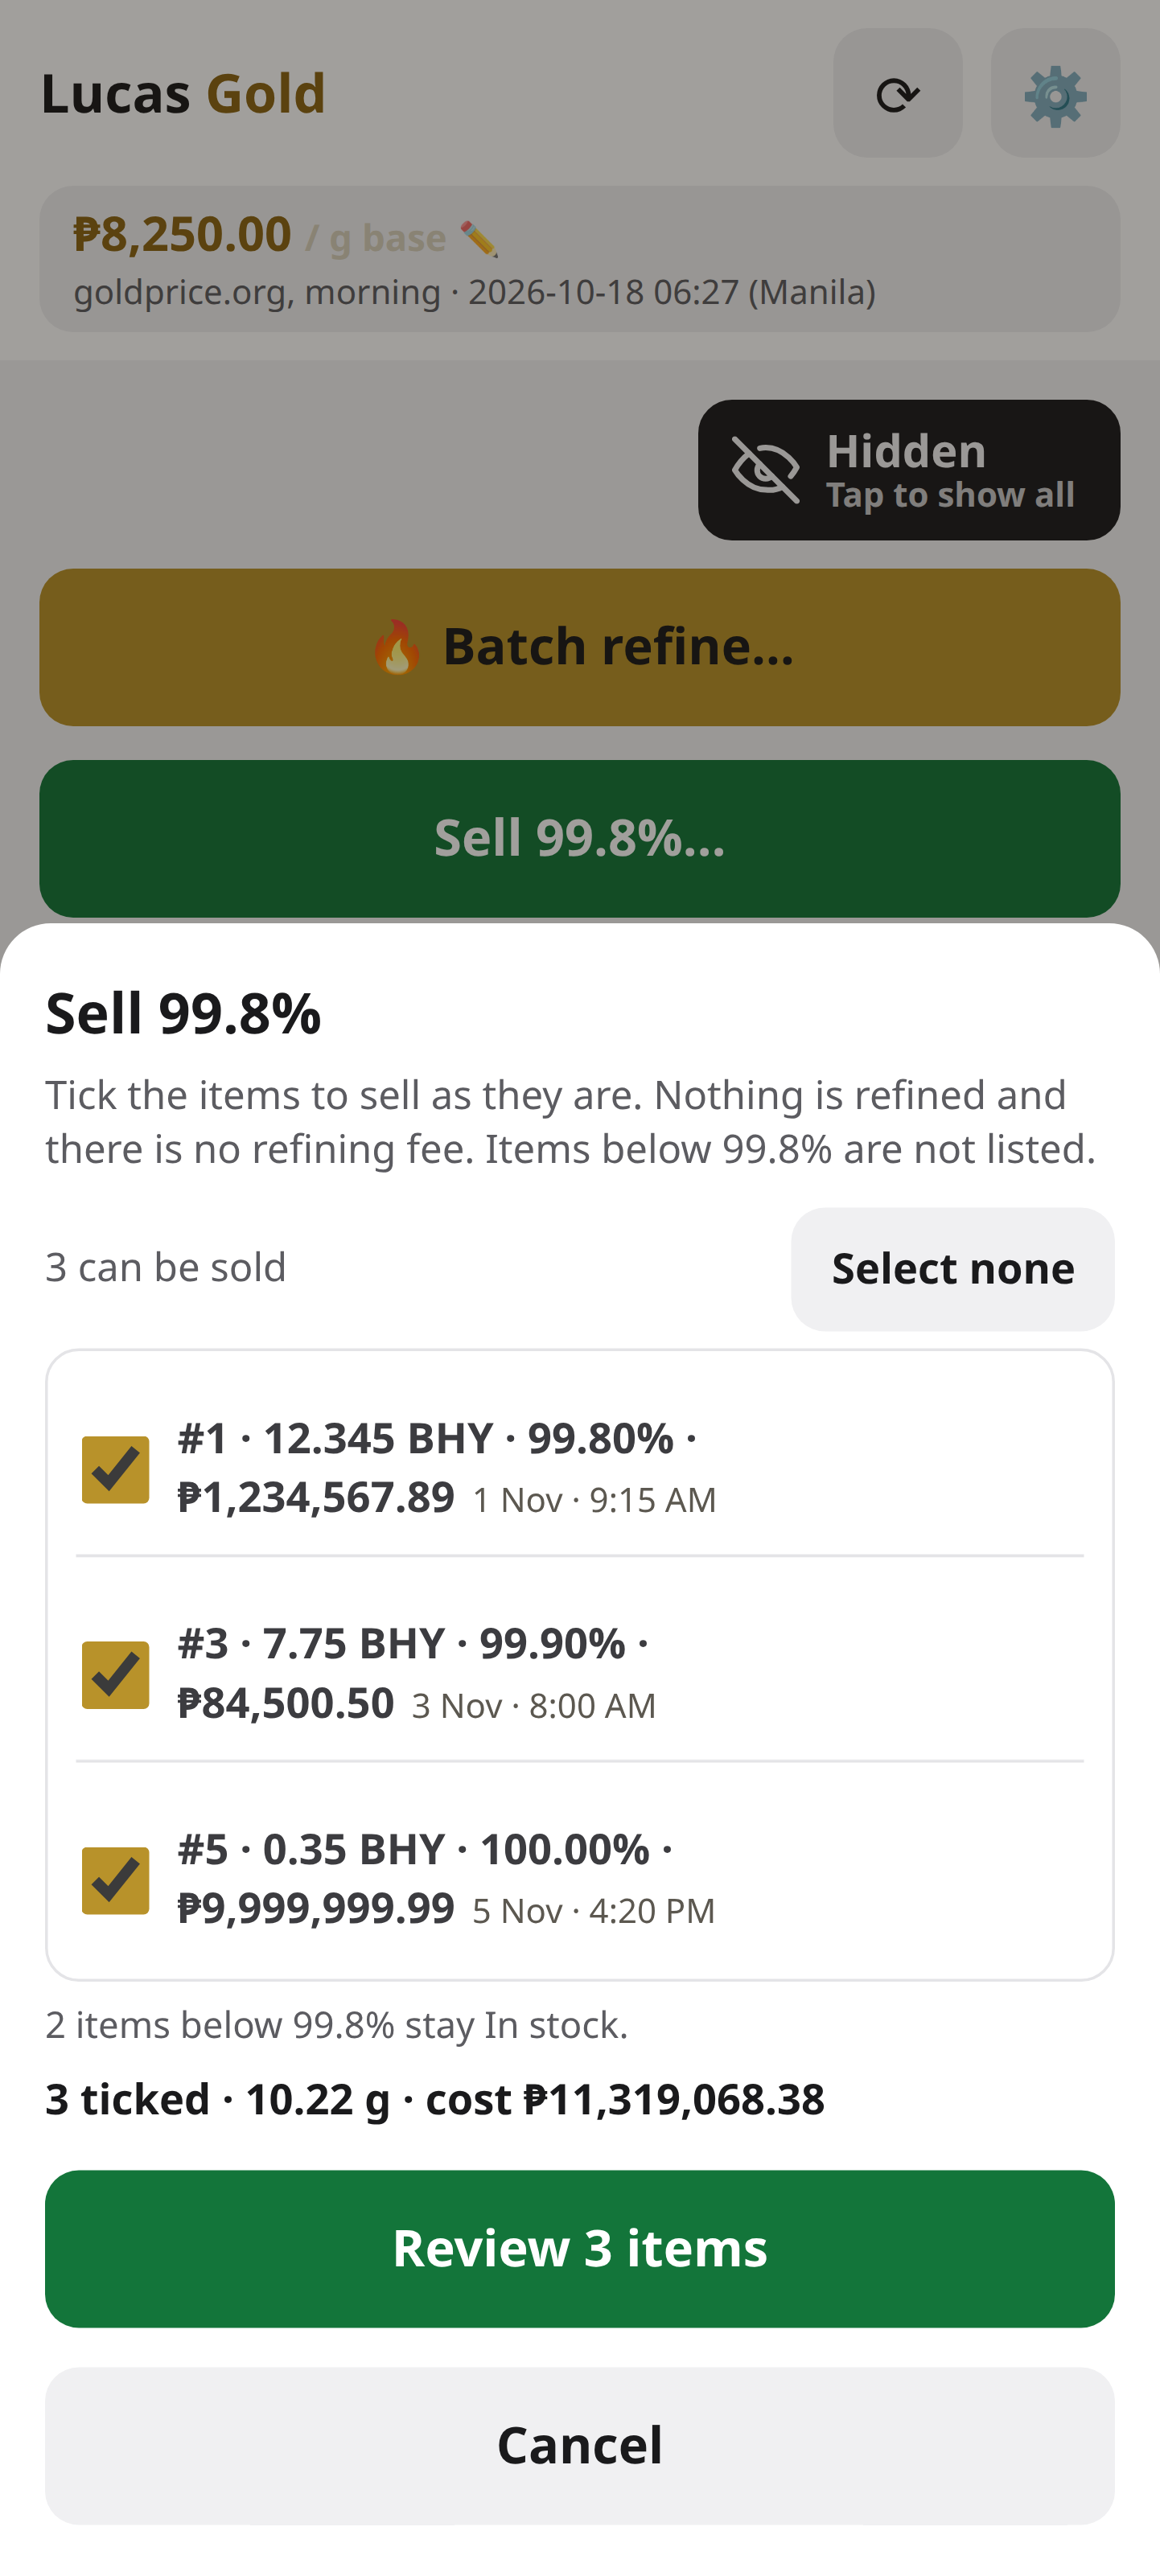 Lucas Gold
₱8,250.00 / g base
goldprice.org, morning · 2026-10-18 06:27 (Manila)
Hidden
Tap to show all
Batch refine...
Sell 99.8%...
Sell 99.8%
Tick the items to sell as they are. Nothing is refined and
there is no refining fee. Items below 99.8% are not listed.
3 can be sold
Select none
#1 · 12.345 BHY · 99.80% ·
₱1,234,567.89 1 Nov · 9:15 AM
#3 · 7.75 BHY · 99.90% ·
₱84,500.50 3 Nov · 8:00 AM
#5 · 0.35 BHY · 100.00% ·
₱9,999,999.99 5 Nov · 4:20 PM
2 items below 99.8% stay In stock.
3 ticked · 10.22 g · cost ₱11,319,068.38
Review 3 items
Cancel